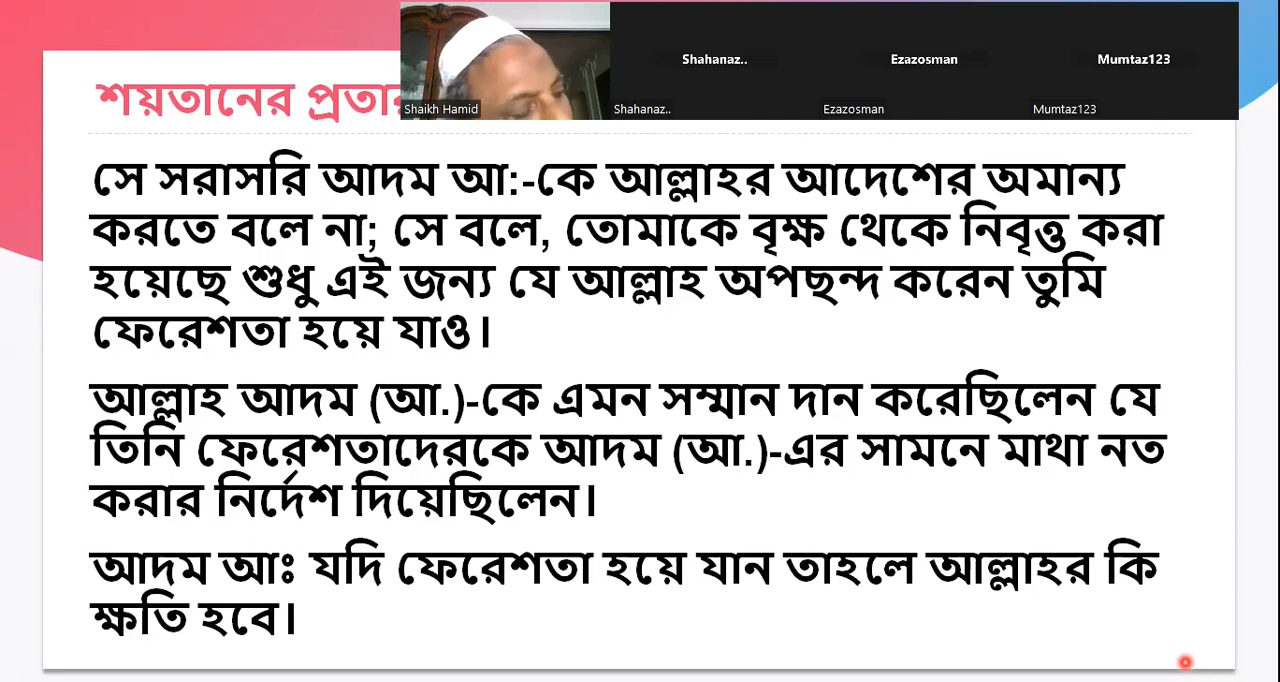 Shahanaz..
Ezazosman
Mumtaz123
Shaikh Hamid
Shahanaz..
Ezazosman
Mumtaz123
শয়তানের
সে সরাসরি আদম আ:-কে আল্লাহর আদেশের অমান্য
করতে বলে না; সে বলে, তোমাকে বৃক্ষ থেকে নিবৃত্ত করা
হয়েছে শুধু এই জন্য যে আল্লাহ অপছন্দ করেন তুমি
ফেরেশতা হয়ে যাও।
আল্লাহ আদম (আ.)-কে এমন সম্মান দান করেছিলেন যে
তিনি ফেরেশতাদেরকে আদম (আ.)-এর সামনে মাথা নত
করার নির্দেশ দিয়েছিলেন।
আদম আঃ যদি ফেরেশতা হয়ে যান তাহলে আল্লাহর কি
ক্ষতি হবে।